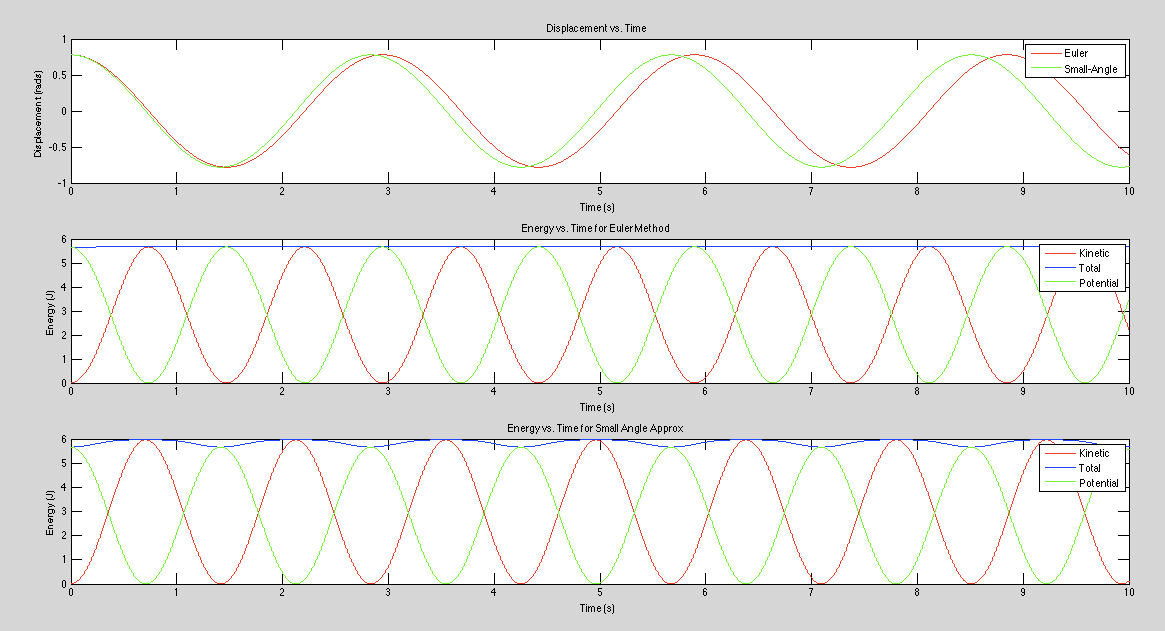 Displacement vs. Time
1
0.5
0
-0.5
-1
Displacement (rads)
Euler
Small-Angle
0 1 2 3 4 5 6 7 8 9 10
Time (s)
Energy vs. Time for Euler Method
6
5
4
3
2
1
0
Energy (J)
Kinetic
Total
Potential
0 1 2 3 4 5 6 7 8 9 10
Time (s)
Energy vs. Time for Small Angle Approx
6
5
4
3
2
1
0
Energy (J)
Kinetic
Total
Potential
0 1 2 3 4 5 6 7 8 9 10
Time (s)